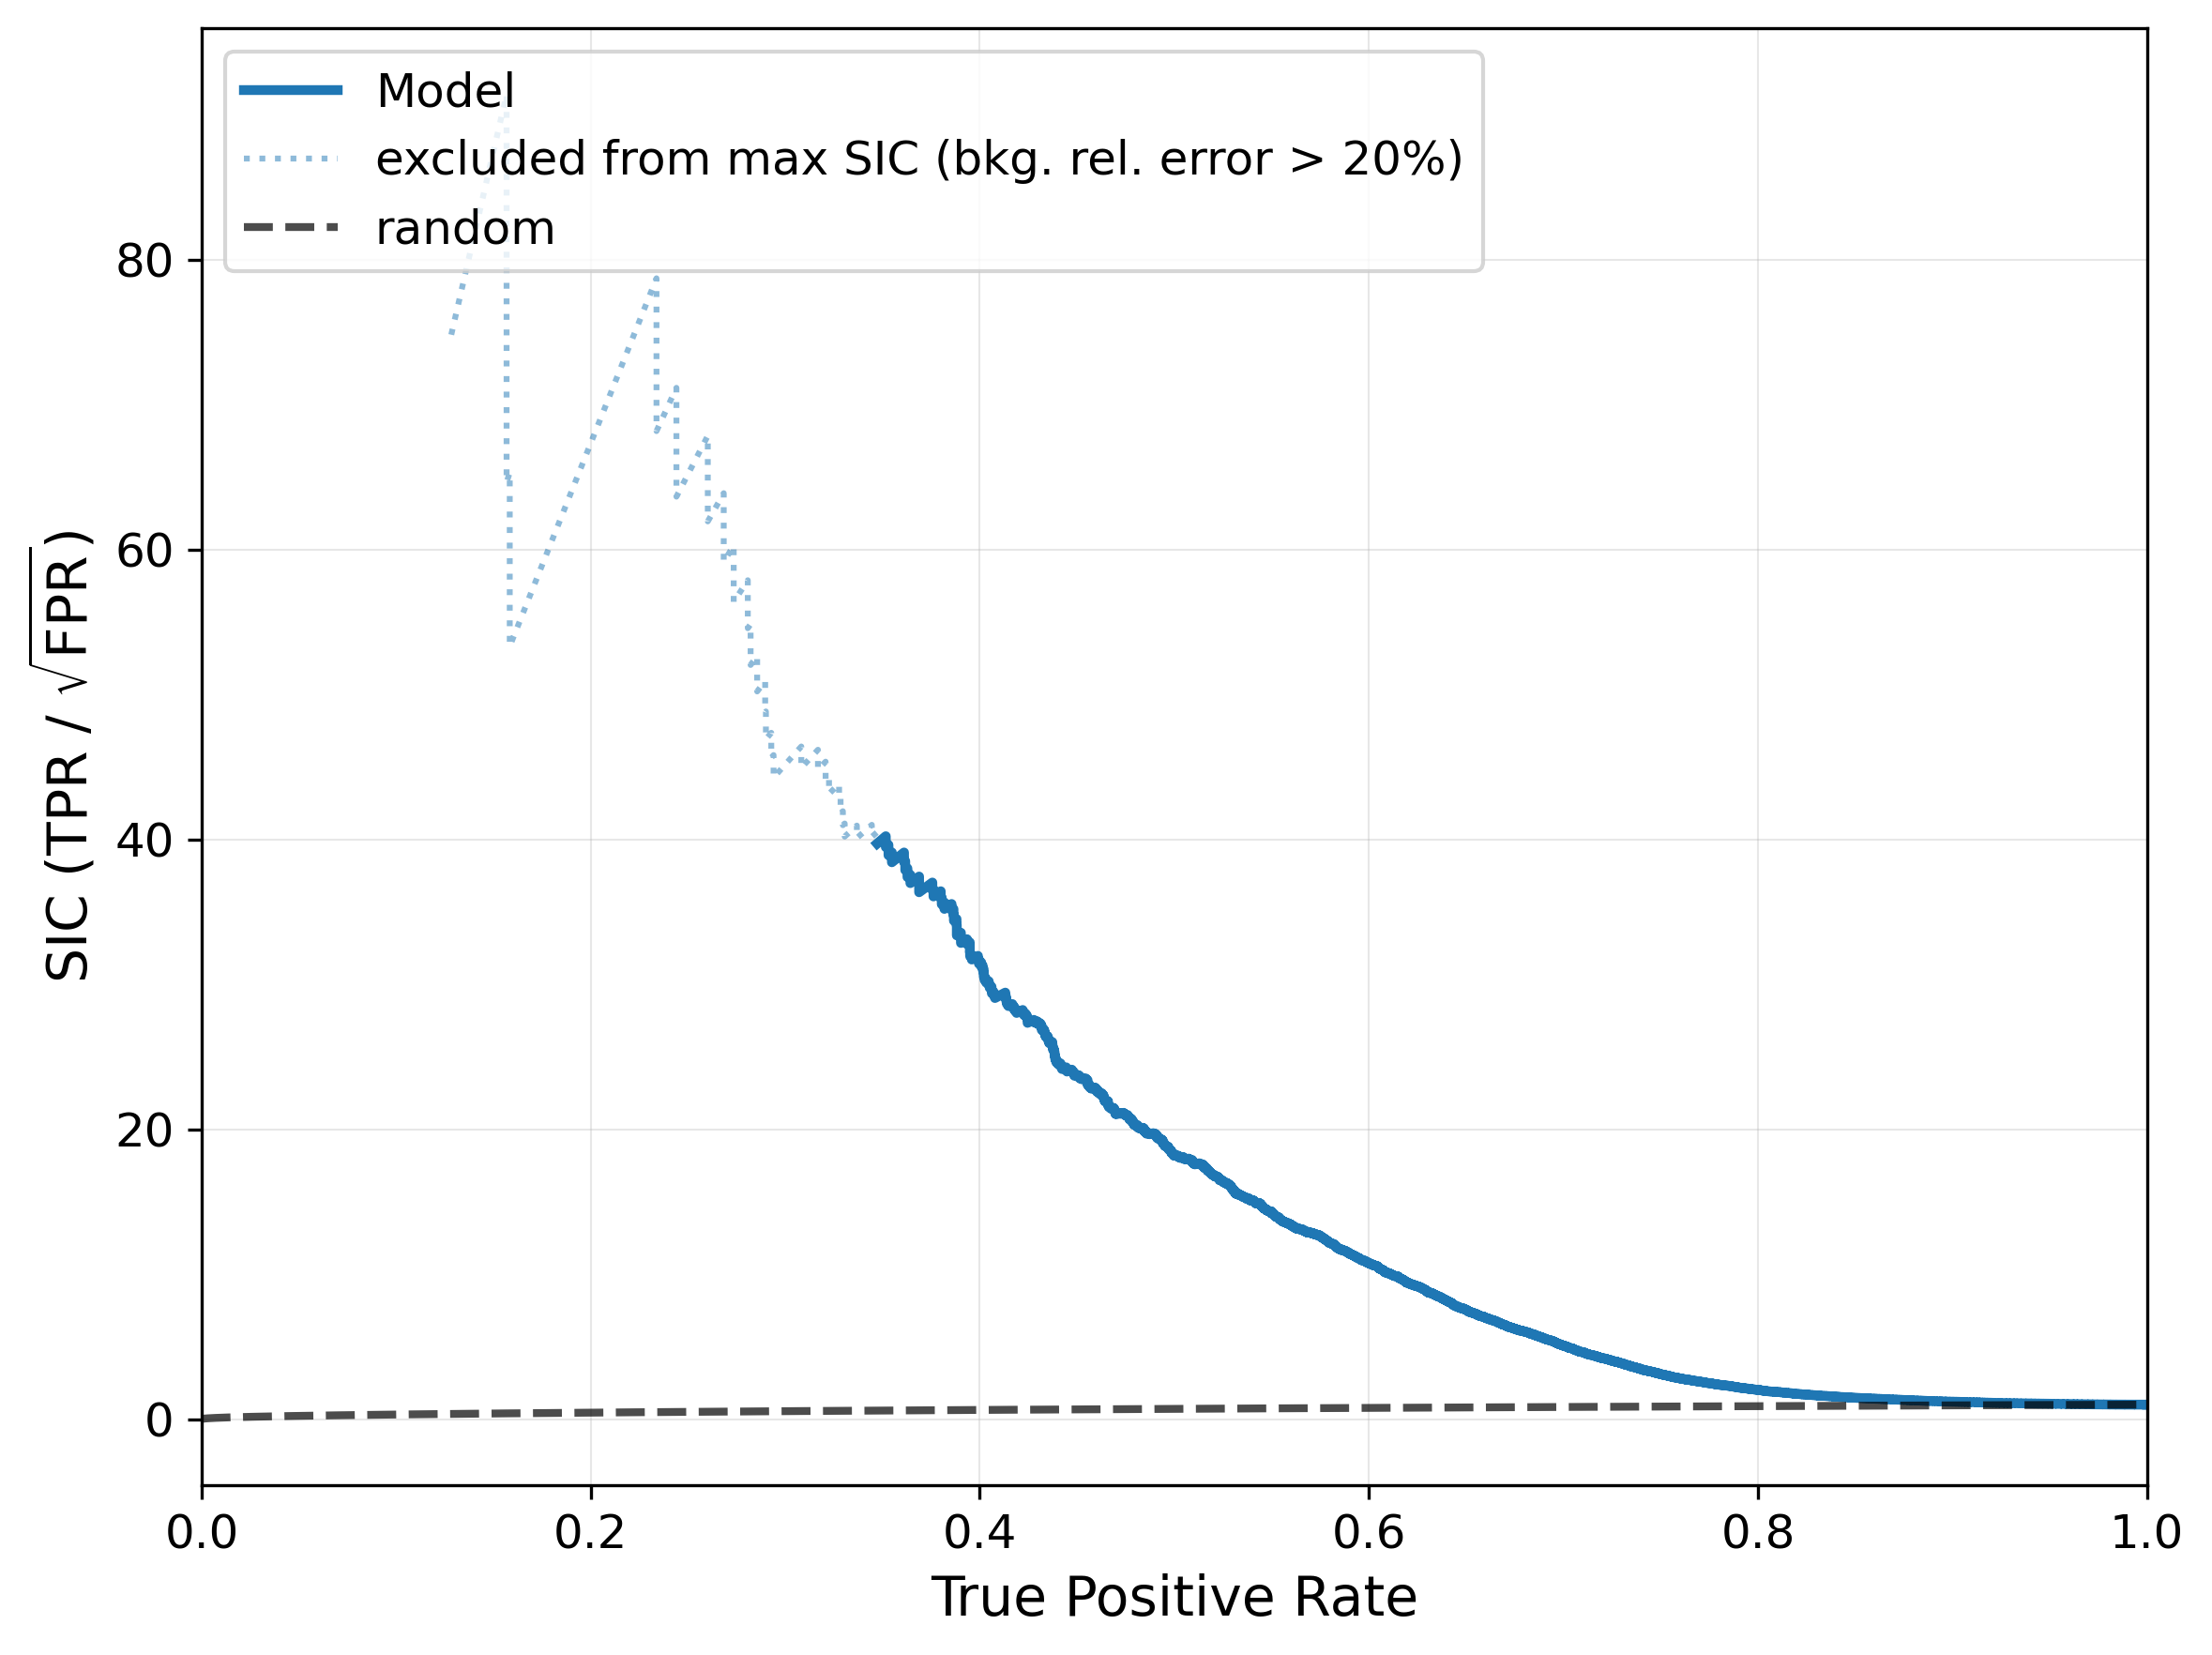 Model
excluded from max SIC (bkg. rel. error > 20%)
random
SIC (TPR / √FPR)
80
60
40
20
0
0.0 0.2 0.4 0.6 0.8 1.0
True Positive Rate